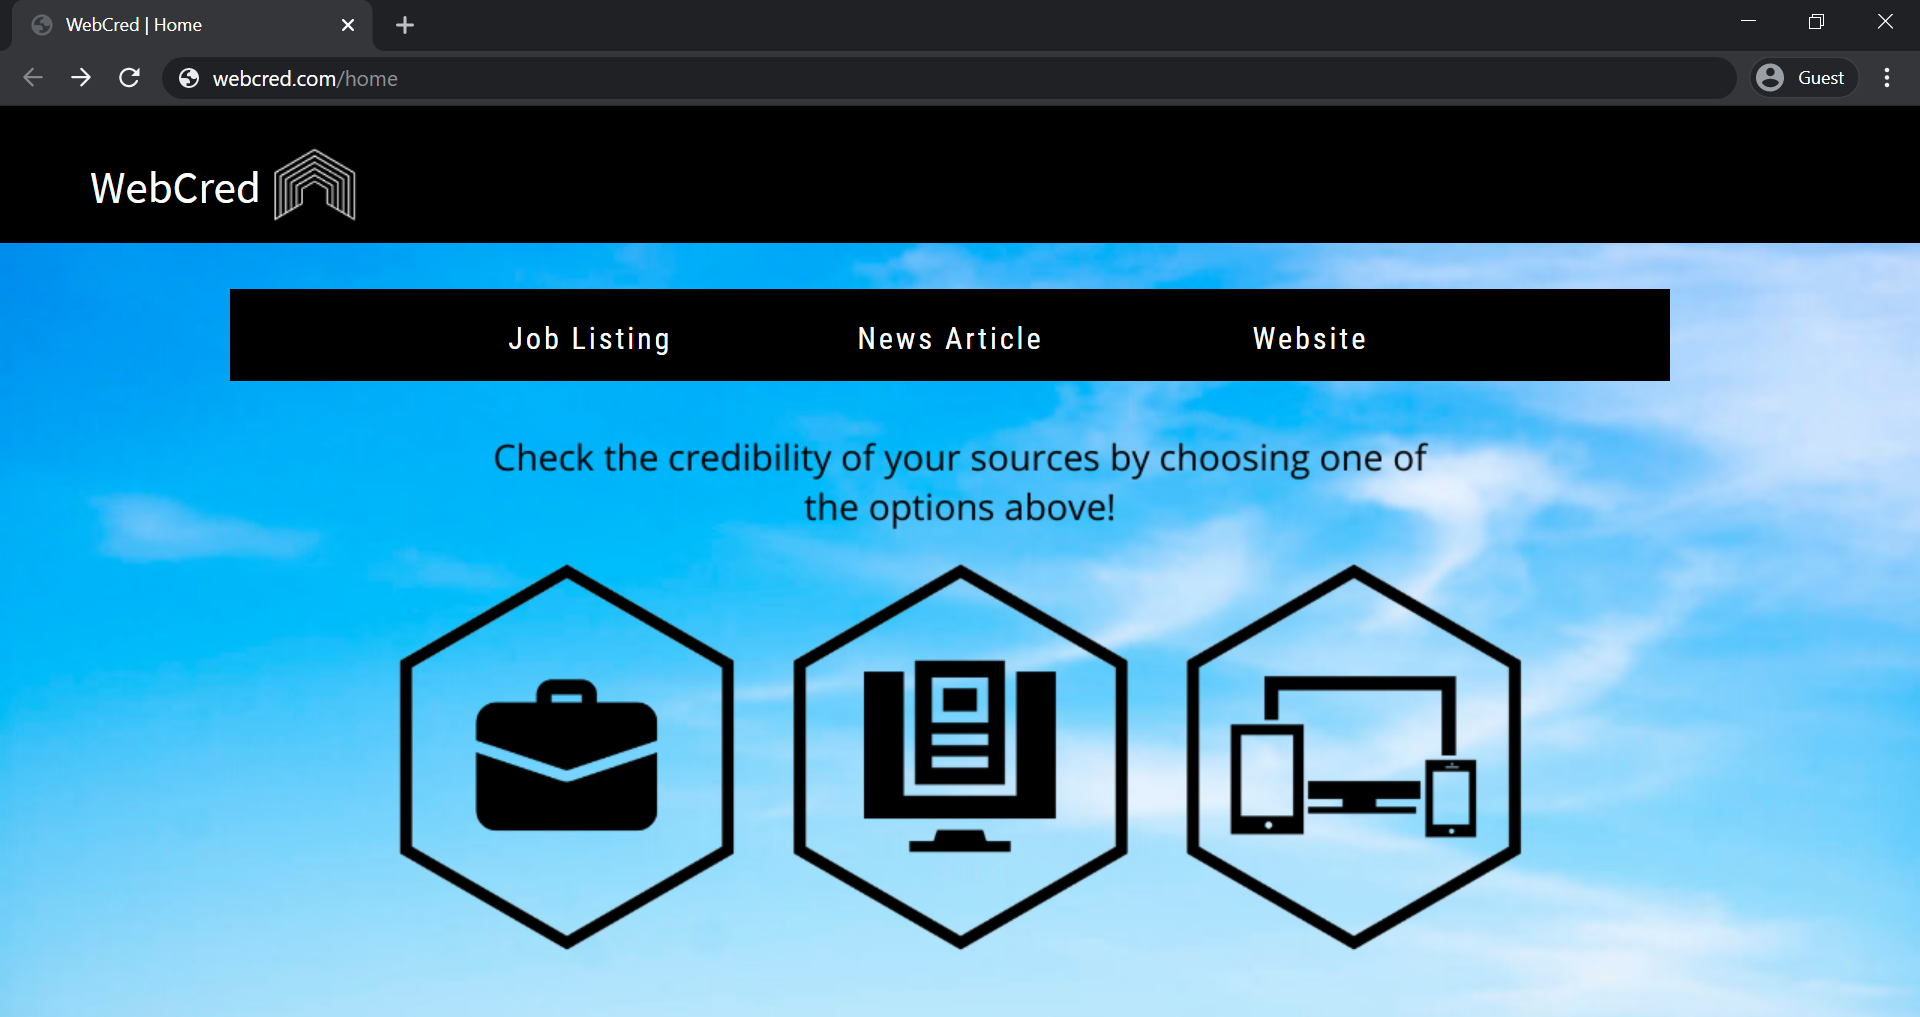 WebCred | Home
webcred.com/home
Guest
WebCred
Job Listing
News Article
Website
Check the credibility of your sources by choosing one of
the options above!